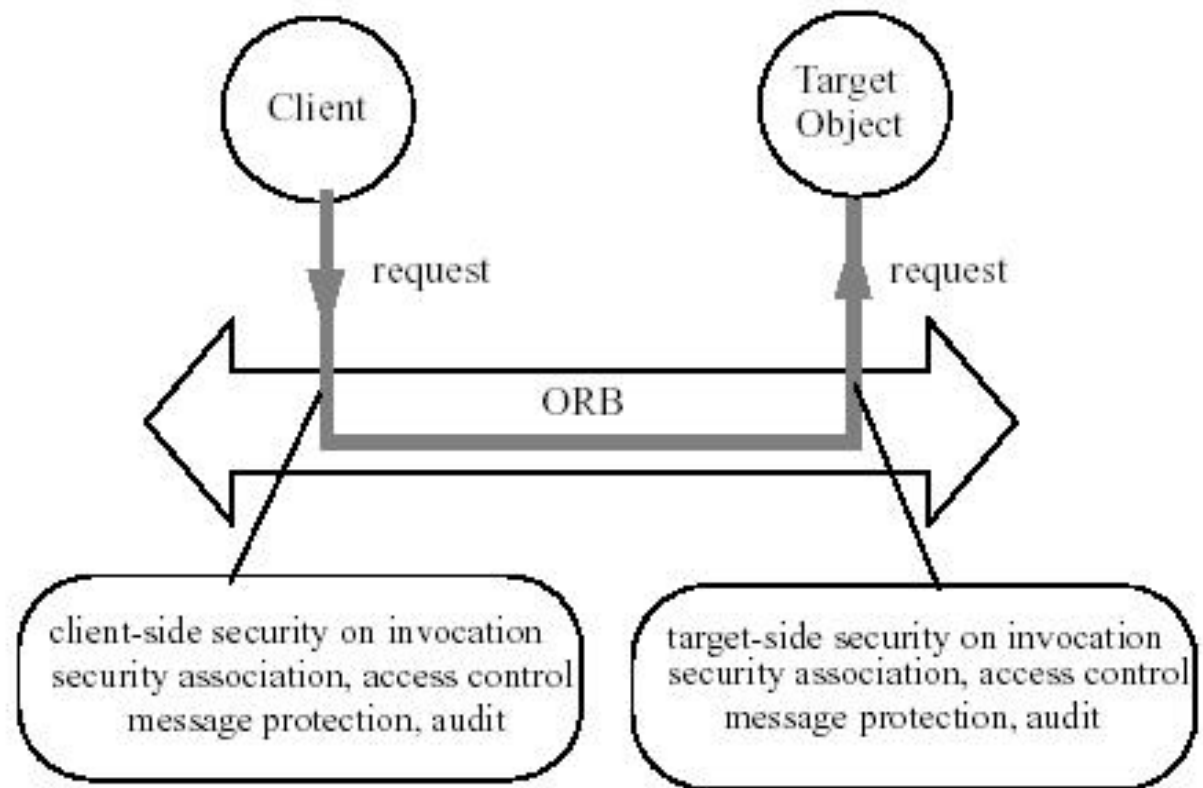 Client
Target
Object
request
request
ORB
client-side security on invocation
security association, access control
message protection, audit
target-side security on invocation
security association, access control
message protection, audit